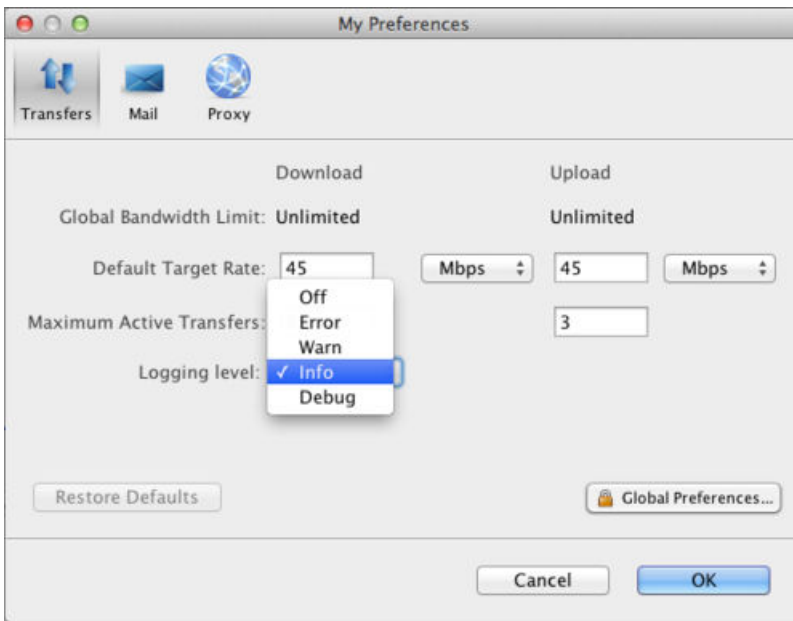 My Preferences
Transfers Mail Proxy
Download Upload
Global Bandwidth Limit: Unlimited Unlimited
Default Target Rate: 45 Mbps 45 Mbps
Off
Maximum Active Transfers: Error 3
Warn
Logging level: ✓ Info
Debug
Restore Defaults Global Preferences...
Cancel OK